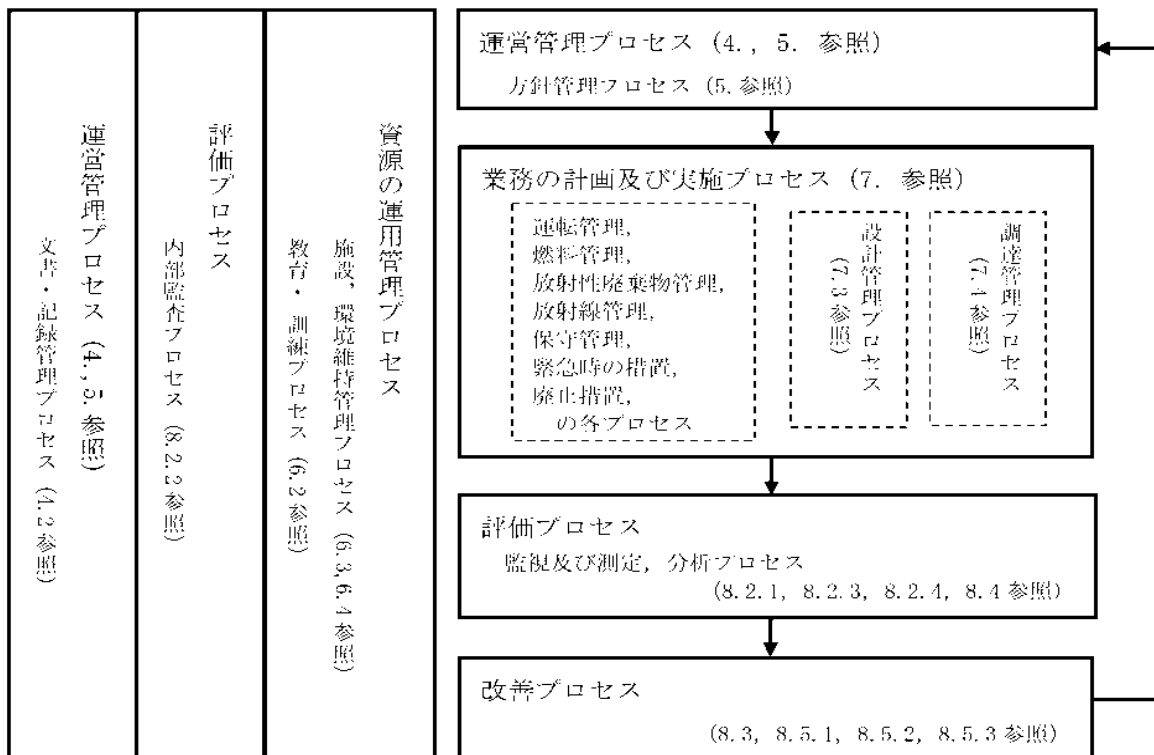 運営管理プロセス (4., 5. 参照)
方針管理プロセス (5. 参照)
業務の計画及び実施プロセス (7. 参照)
運転管理,
燃料管理,
放射性廃棄物管理,
放射線管理,
保守管理,
緊急時の措置,
廃止措置,
の各プロセス
設計管理プロセス
(7.3 参照)
調達管理プロセス
(7.4 参照)
評価プロセス
監視及び測定, 分析プロセス
(8.2.1, 8.2.3, 8.2.4, 8.4 参照)
改善プロセス
(8.3, 8.5.1, 8.5.2, 8.5.3 参照)
資源の運用管理プロセス
施設, 環境維持管理プロセス (6.3,6.4 参照)
教育・訓練プロセス (6.2 参照)
評価プロセス
内部監査プロセス (8.2.2 参照)
運営管理プロセス (4.,5. 参照)
文書・記録管理プロセス (4.2 参照)